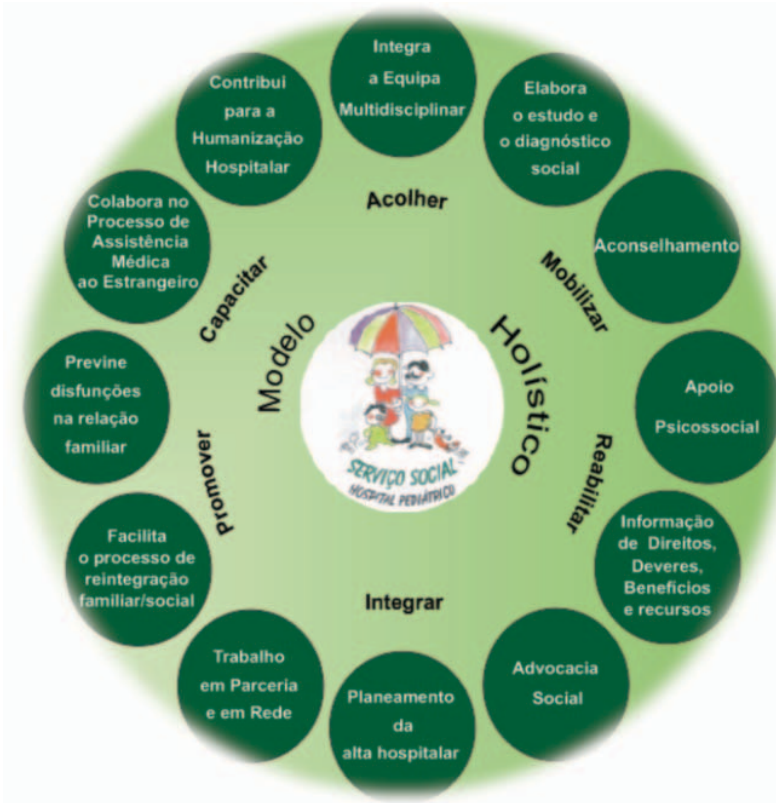 Integra
a Equipa
Multidisciplinar
Elabora
o estudo e
o diagnóstico
social
Aconselhamento
Apoio
Psicossocial
Informação
de Direitos,
Deveres,
Benefícios
e recursos
Advocacia
Social
Planeamento
da
alta hospitalar
Trabalho
em Parceria
e em Rede
Facilita
o processo de
reintegração
familiar/social
Previne
disfunções
na relação
familiar
Colabora no
Processo de
Assistência
Médica
ao Estrangeiro
Contribui
para a
Humanização
Hospitalar
Acolher
Mobilizar
Reabilitar
Integrar
Promover
Capacitar
Modelo
Holístico
SERVIÇO SOCIAL
HOSPITAL PEDIÁTRICO